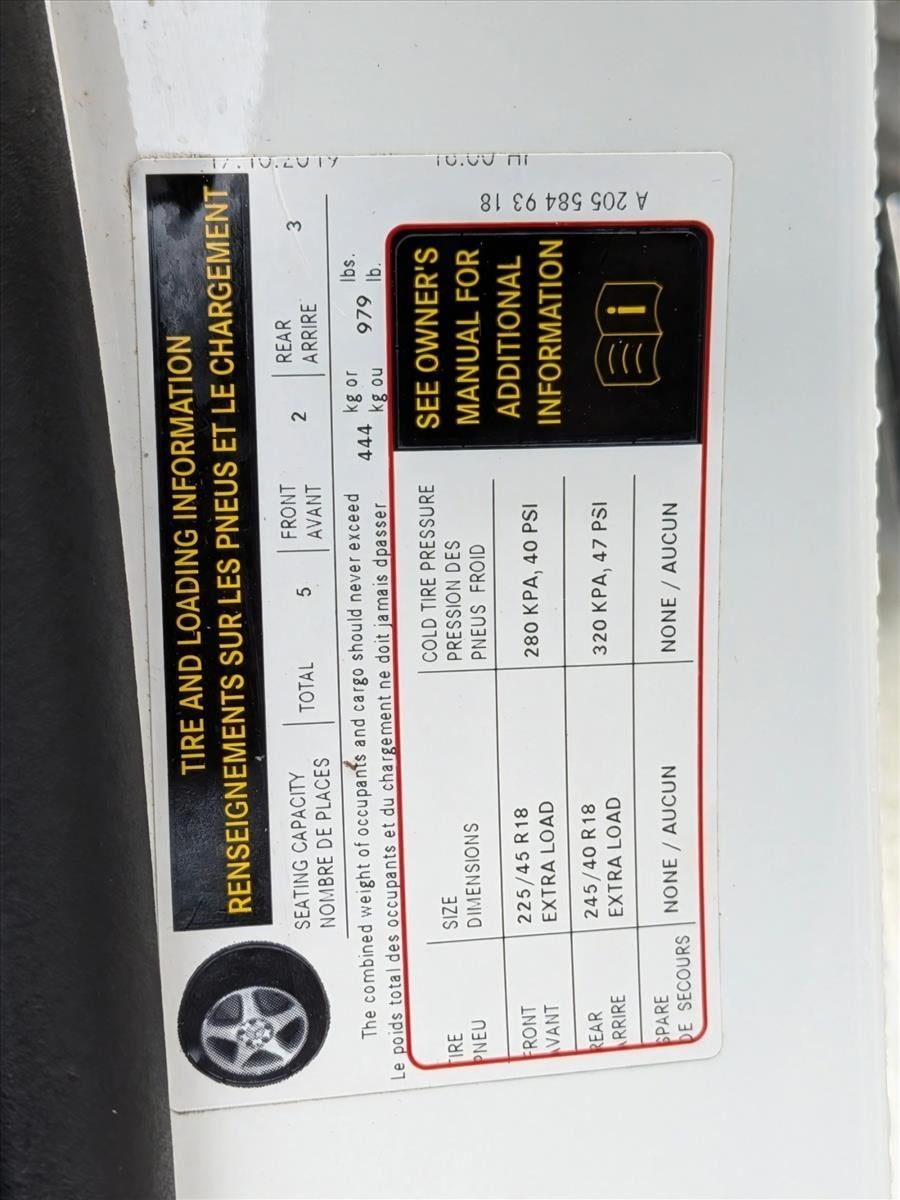 TIRE AND LOADING INFORMATION
RENSEIGNEMENTS SUR LES PNEUS ET LE CHARGEMENT
SEATING CAPACITY
NOMBRE DE PLACES
TOTAL 5
FRONT
AVANT 2
REAR
ARRIRE 3
The combined weight of occupants and cargo should never exceed 444 kg or 979 lbs.
Le poids total des occupants et du chargement ne doit jamais dpasser kg ou lb.
TIRE
PNEU
SIZE
DIMENSIONS
COLD TIRE PRESSURE
PRESSION DES
PNEUS FROID
FRONT
AVANT
225/45 R18
EXTRA LOAD
280 KPA, 40 PSI
REAR
ARRIRE
245/40 R18
EXTRA LOAD
320 KPA, 47 PSI
SPARE
DE SECOURS
NONE / AUCUN
NONE / AUCUN
SEE OWNER'S
MANUAL FOR
ADDITIONAL
INFORMATION
A 205 584 93 18